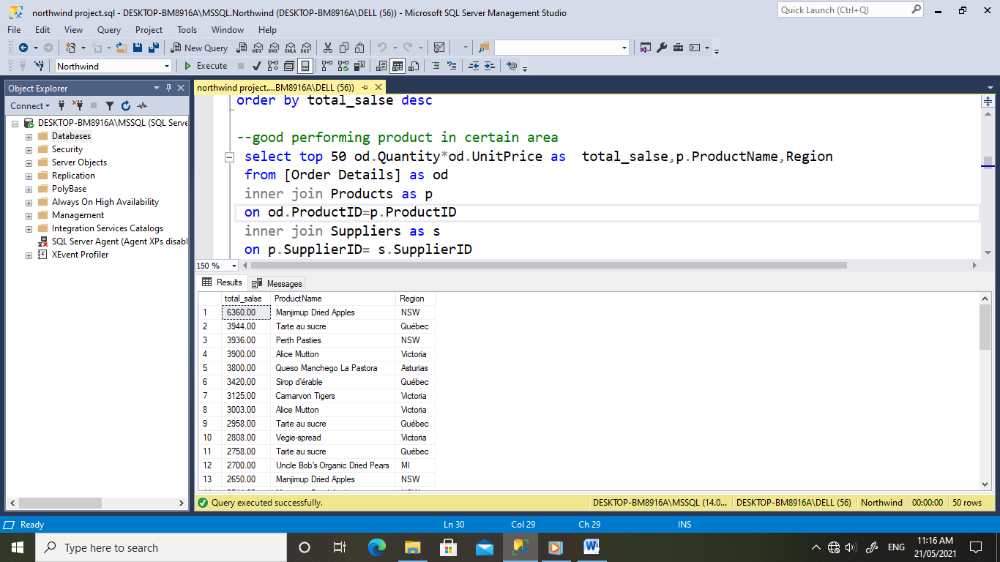 northwind project.sql - DESKTOP-BM8916A\MSSQL.Northwind (DESKTOP-BM8916A\DELL (56)) - Microsoft SQL Server Management Studio
Quick Launch (Ctrl+Q)
File Edit View Query Project Tools Window Help
New Query MDX DMX XMLA DAX
Northwind Execute
Object Explorer
Connect
DESKTOP-BM8916A\MSSQL (SQL Serve
Databases
Security
Server Objects
Replication
PolyBase
Always On High Availability
Management
Integration Services Catalogs
SQL Server Agent (Agent XPs disabl
XEvent Profiler
northwind project....BM8916A\DELL (56))
order by total_salse desc
--good performing product in certain area
select top 50 od.Quantity*od.UnitPrice as  total_salse,p.ProductName,Region
from [Order Details] as od
inner join Products as p
on od.ProductID=p.ProductID
inner join Suppliers as s
on p.SupplierID= s.SupplierID
150 %
Results Messages
total_salse ProductName Region
1 6360.00 Manjimup Dried Apples NSW
2 3944.00 Tarte au sucre Québec
3 3936.00 Perth Pasties NSW
4 3900.00 Alice Mutton Victoria
5 3800.00 Queso Manchego La Pastora Asturias
6 3420.00 Sirop d'érable Québec
7 3125.00 Carnarvon Tigers Victoria
8 3003.00 Alice Mutton Victoria
9 2958.00 Tarte au sucre Québec
10 2808.00 Vegie-spread Victoria
11 2758.00 Tarte au sucre Québec
12 2700.00 Uncle Bob's Organic Dried Pears MI
13 2650.00 Manjimup Dried Apples NSW
Query executed successfully. DESKTOP-BM8916A\MSSQL (14.0... DESKTOP-BM8916A\DELL (56) Northwind 00:00:00 50 rows
Ready Ln 30 Col 29 Ch 29 INS
Type here to search ENG 11:16 AM
21/05/2021